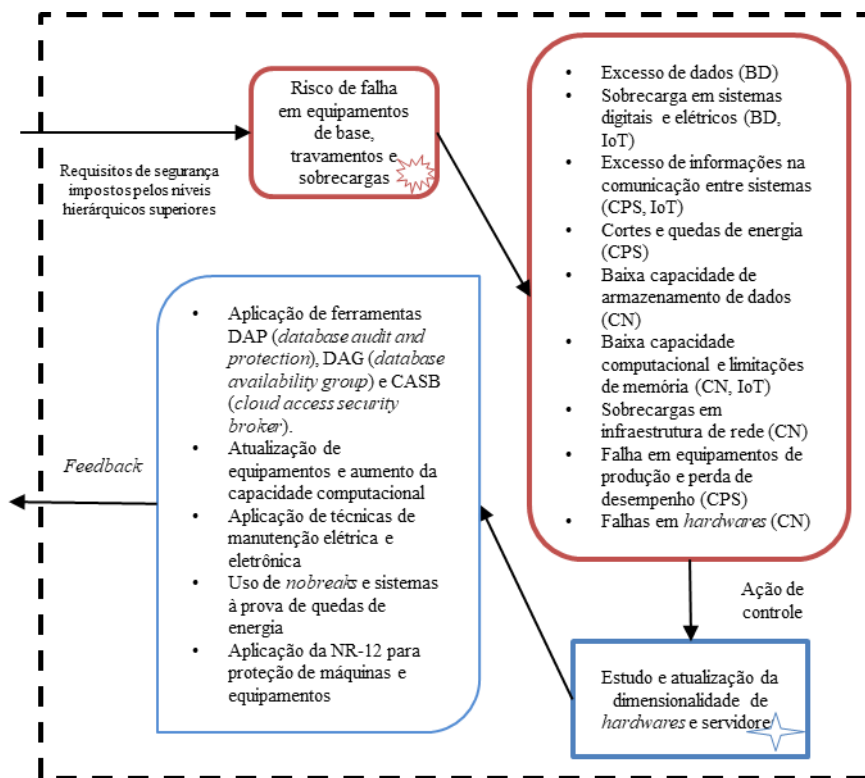 Risco de falha
em equipamentos
de base,
travamentos e
sobrecargas
Requisitos de segurança
impostos pelos níveis
hierárquicos superiores
• Excesso de dados (BD)
• Sobrecarga em sistemas
digitais e elétricos (BD,
IoT)
• Excesso de informações na
comunicação entre sistemas
(CPS, IoT)
• Cortes e quedas de energia
(CPS)
• Baixa capacidade de
armazenamento de dados
(CN)
• Baixa capacidade
computacional e limitações
de memória (CN, IoT)
• Sobrecargas em
infraestrutura de rede (CN)
• Falha em equipamentos de
produção e perda de
desempenho (CPS)
• Falhas em hardwares (CN)
Ação de
controle
Estudo e atualização da
dimensionalidade de
hardwares e servidore
• Aplicação de ferramentas
DAP (database audit and
protection), DAG (database
availability group) e CASB
(cloud access security
broker).
• Atualização de
equipamentos e aumento da
capacidade computacional
• Aplicação de técnicas de
manutenção elétrica e
eletrônica
• Uso de nobreaks e sistemas
à prova de quedas de
energia
• Aplicação da NR-12 para
proteção de máquinas e
equipamentos
Feedback